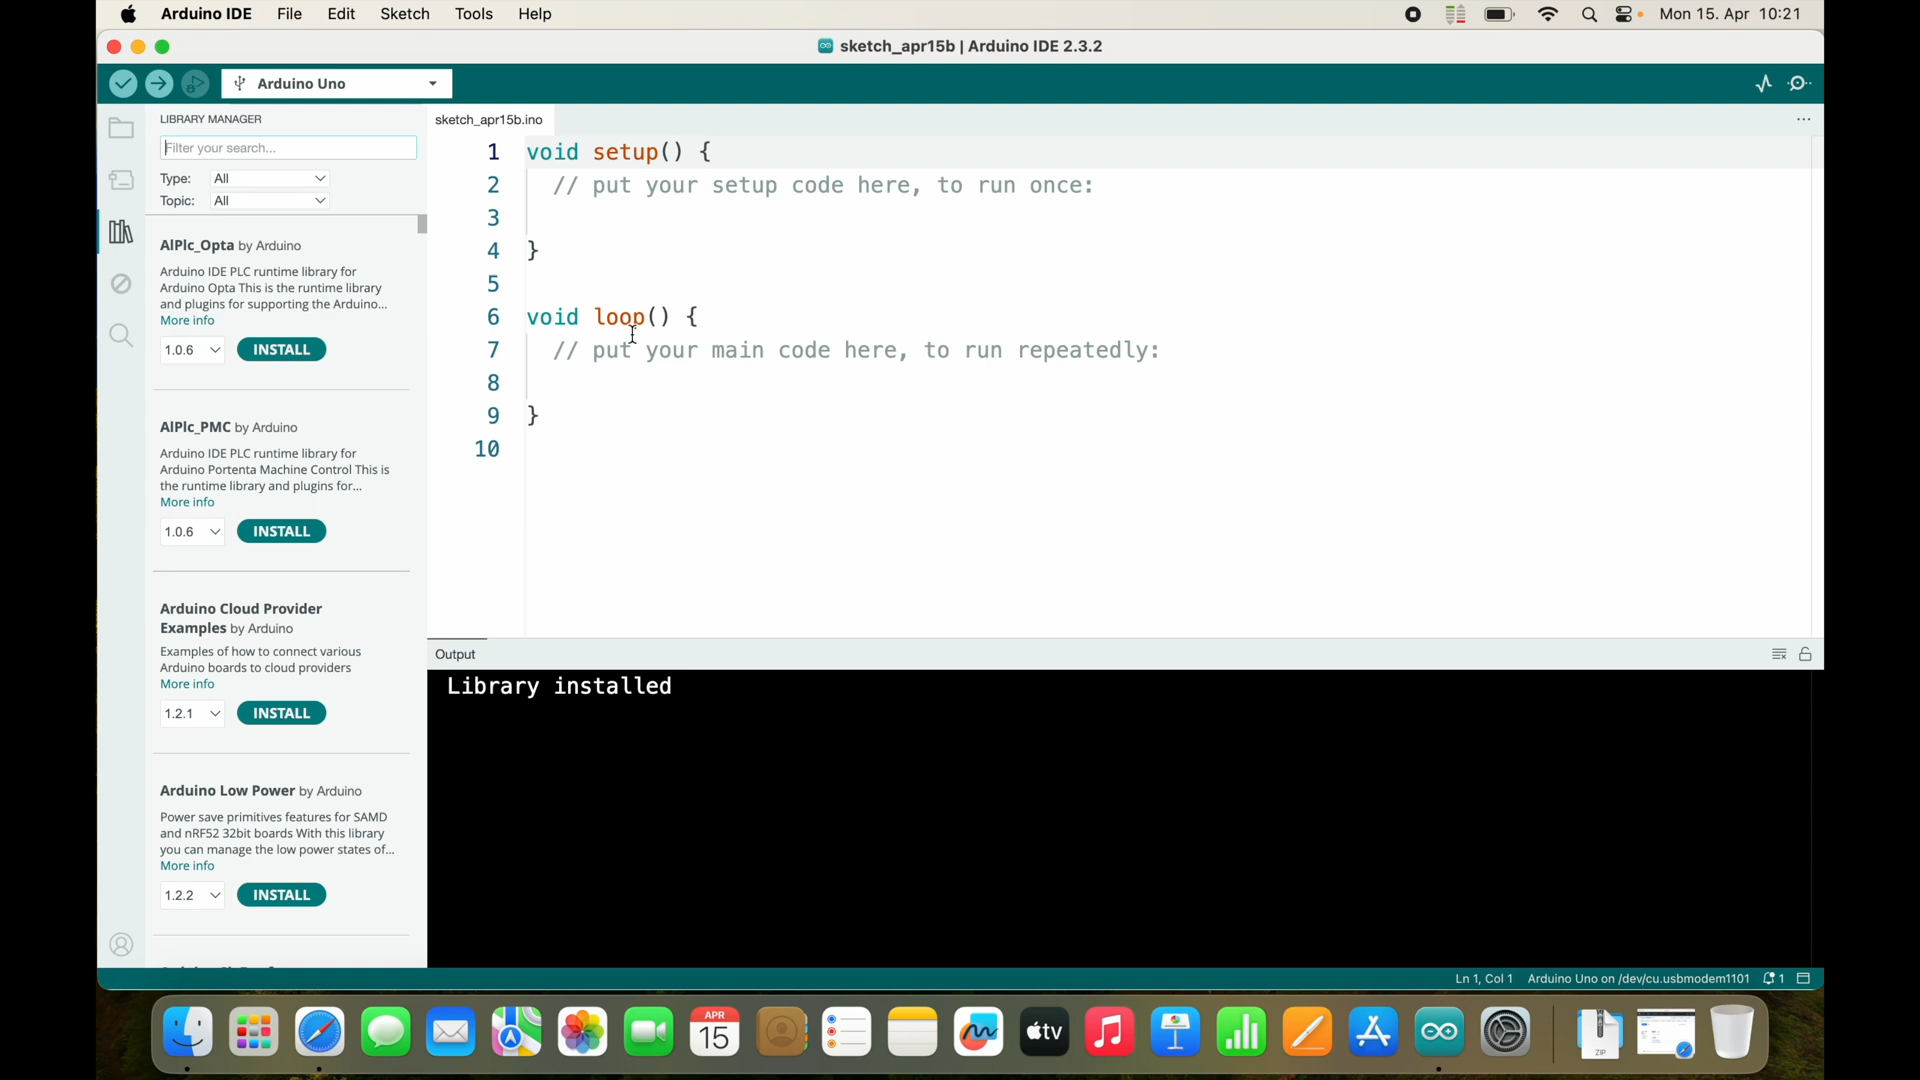 Arduino IDE File Edit Sketch Tools Help Mon 15. Apr 10:21
sketch_apr15b | Arduino IDE 2.3.2
Arduino Uno
LIBRARY MANAGER
Filter your search...
Type: All
Topic: All
AlPlc_Opta by Arduino
Arduino IDE PLC runtime library for
Arduino Opta This is the runtime library
and plugins for supporting the Arduino...
More info
1.0.6 INSTALL
AlPlc_PMC by Arduino
Arduino IDE PLC runtime library for
Arduino Portenta Machine Control This is
the runtime library and plugins for...
More info
1.0.6 INSTALL
Arduino Cloud Provider
Examples by Arduino
Examples of how to connect various
Arduino boards to cloud providers
More info
1.2.1 INSTALL
Arduino Low Power by Arduino
Power save primitives features for SAMD
and nRF52 32bit boards With this library
you can manage the low power states of...
More info
1.2.2 INSTALL
sketch_apr15b.ino
1 void setup() {
2 // put your setup code here, to run once:
3
4 }
5
6 void loop() {
7 // put your main code here, to run repeatedly:
8
9 }
10
Output
Library installed
Ln 1, Col 1 Arduino Uno on /dev/cu.usbmodem1101 1
APR
15
tv
ZIP